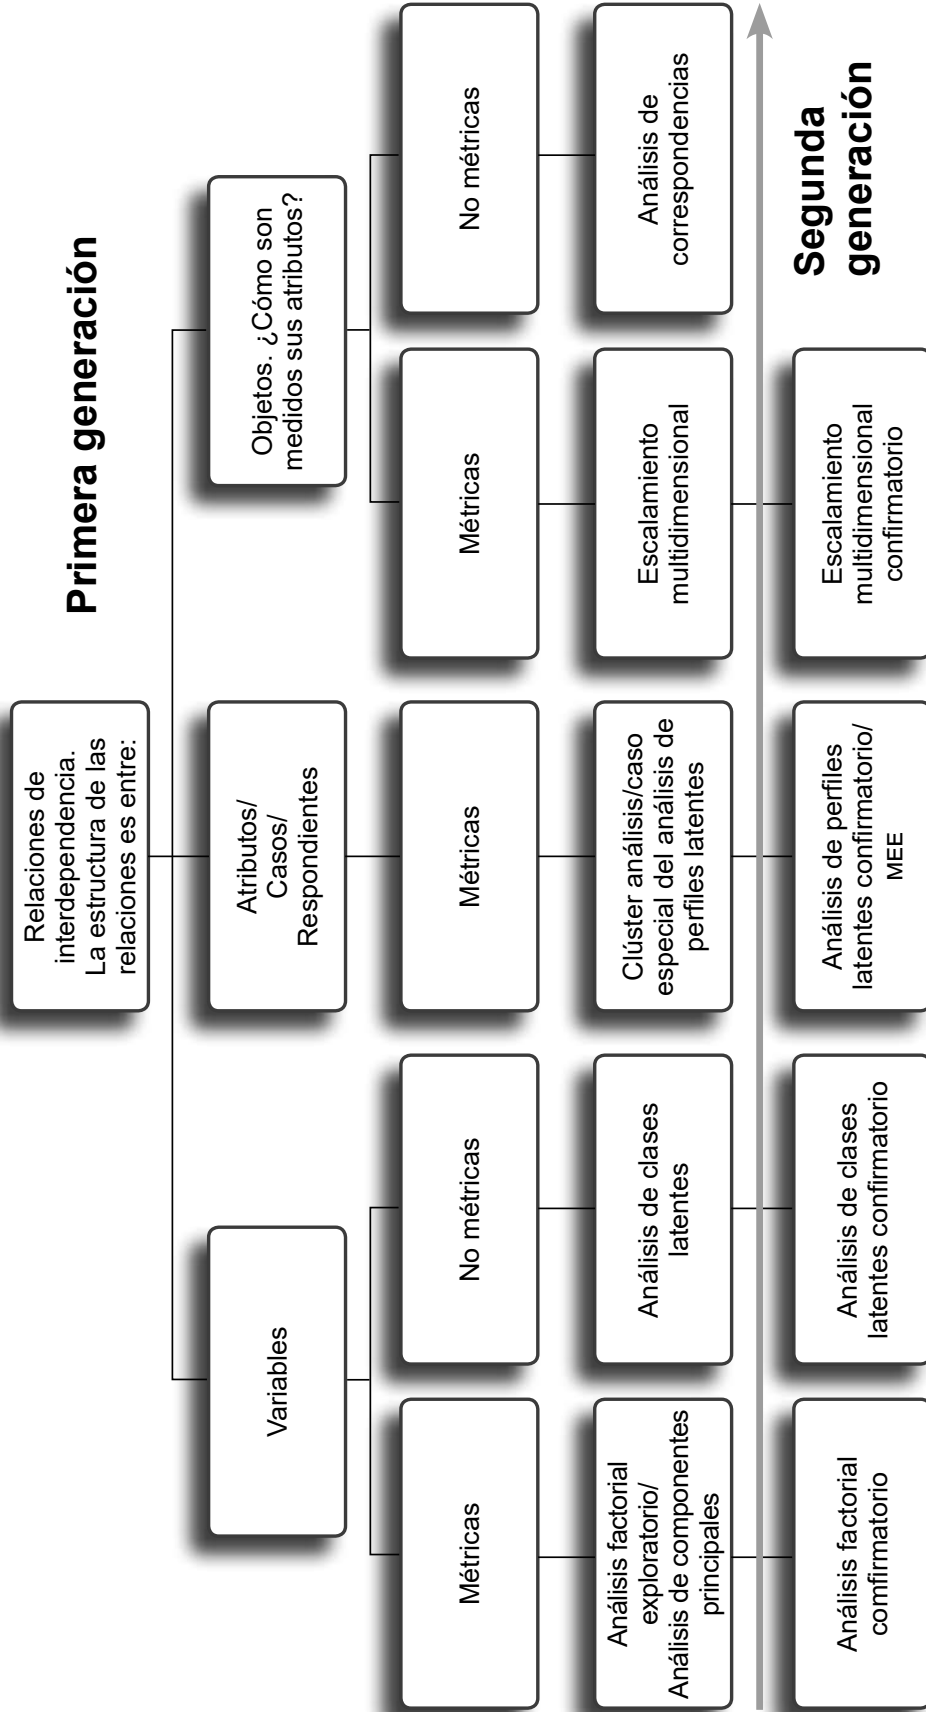 Primera generación
Relaciones de
interdependencia.
La estructura de las
relaciones es entre:
Variables
Atributos/
Casos/
Respondientes
Objetos. ¿Cómo son
medidos sus atributos?
Métricas
No métricas
Métricas
Métricas
No métricas
Análisis factorial
exploratorio/
Análisis de componentes
principales
Análisis de clases
latentes
Clúster análisis/caso
especial del análisis de
perfiles latentes
Escalamiento
multidimensional
Análisis de
correspondencias
Análisis factorial
comfirmatorio
Análisis de clases
latentes confirmatorio
Análisis de perfiles
latentes confirmatorio/
MEE
Escalamiento
multidimensional
confirmatorio
Segunda
generación